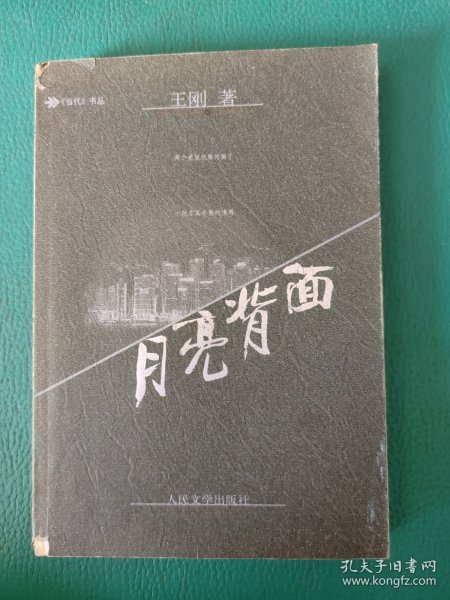 《当代》书品
王刚 著
月亮背面
人民文学出版社
孔夫子旧书网
www.kongfz.com